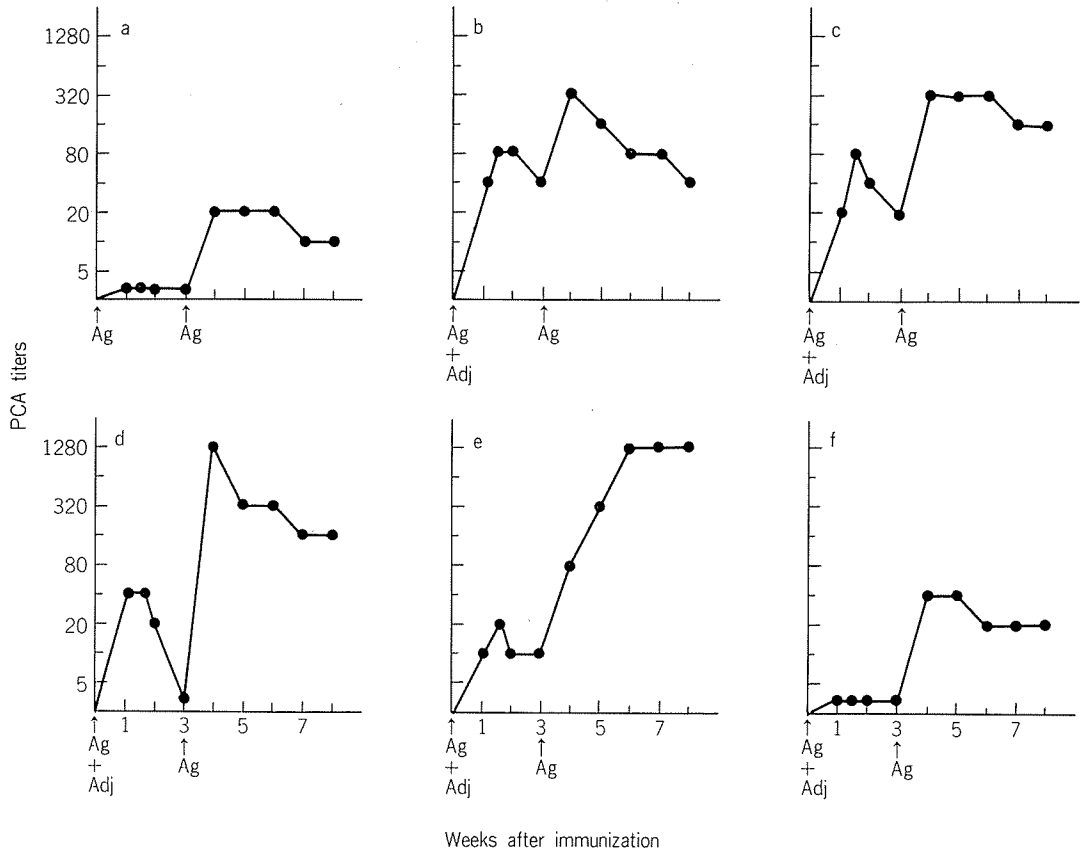 a
1280
320
80
20
5
↑
Ag
↑
Ag
b
↑
Ag
+
Adj
↑
Ag
c
↑
Ag
+
Adj
↑
Ag
PCA titers
d
1280
320
80
20
5
1 3 5 7
↑
Ag
+
Adj
↑
Ag
e
1 3 5 7
↑
Ag
+
Adj
↑
Ag
f
1 3 5 7
↑
Ag
+
Adj
↑
Ag
Weeks after immunization